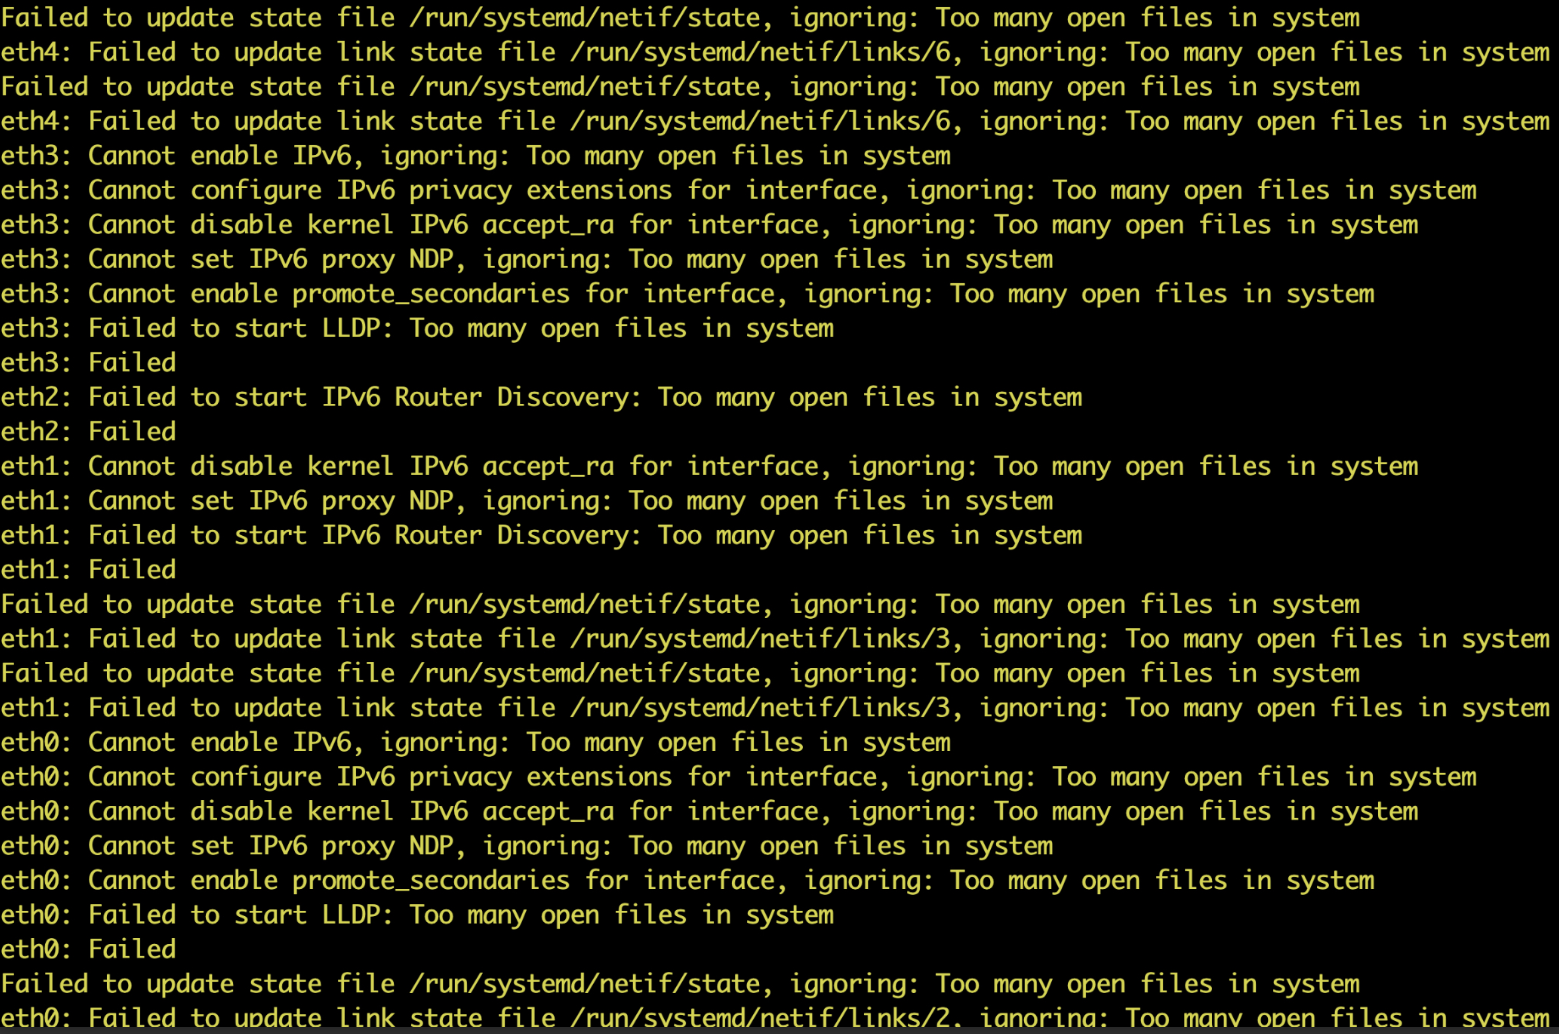 Failed to update state file /run/systemd/netif/state, ignoring: Too many open files in system
eth4: Failed to update link state file /run/systemd/netif/links/6, ignoring: Too many open files in system
Failed to update state file /run/systemd/netif/state, ignoring: Too many open files in system
eth4: Failed to update link state file /run/systemd/netif/links/6, ignoring: Too many open files in system
eth3: Cannot enable IPv6, ignoring: Too many open files in system
eth3: Cannot configure IPv6 privacy extensions for interface, ignoring: Too many open files in system
eth3: Cannot disable kernel IPv6 accept_ra for interface, ignoring: Too many open files in system
eth3: Cannot set IPv6 proxy NDP, ignoring: Too many open files in system
eth3: Cannot enable promote_secondaries for interface, ignoring: Too many open files in system
eth3: Failed to start LLDP: Too many open files in system
eth3: Failed
eth2: Failed to start IPv6 Router Discovery: Too many open files in system
eth2: Failed
eth1: Cannot disable kernel IPv6 accept_ra for interface, ignoring: Too many open files in system
eth1: Cannot set IPv6 proxy NDP, ignoring: Too many open files in system
eth1: Failed to start IPv6 Router Discovery: Too many open files in system
eth1: Failed
Failed to update state file /run/systemd/netif/state, ignoring: Too many open files in system
eth1: Failed to update link state file /run/systemd/netif/links/3, ignoring: Too many open files in system
Failed to update state file /run/systemd/netif/state, ignoring: Too many open files in system
eth1: Failed to update link state file /run/systemd/netif/links/3, ignoring: Too many open files in system
eth0: Cannot enable IPv6, ignoring: Too many open files in system
eth0: Cannot configure IPv6 privacy extensions for interface, ignoring: Too many open files in system
eth0: Cannot disable kernel IPv6 accept_ra for interface, ignoring: Too many open files in system
eth0: Cannot set IPv6 proxy NDP, ignoring: Too many open files in system
eth0: Cannot enable promote_secondaries for interface, ignoring: Too many open files in system
eth0: Failed to start LLDP: Too many open files in system
eth0: Failed
Failed to update state file /run/systemd/netif/state, ignoring: Too many open files in system
eth0: Failed to update link state file /run/systemd/netif/links/2, ignoring: Too many open files in system